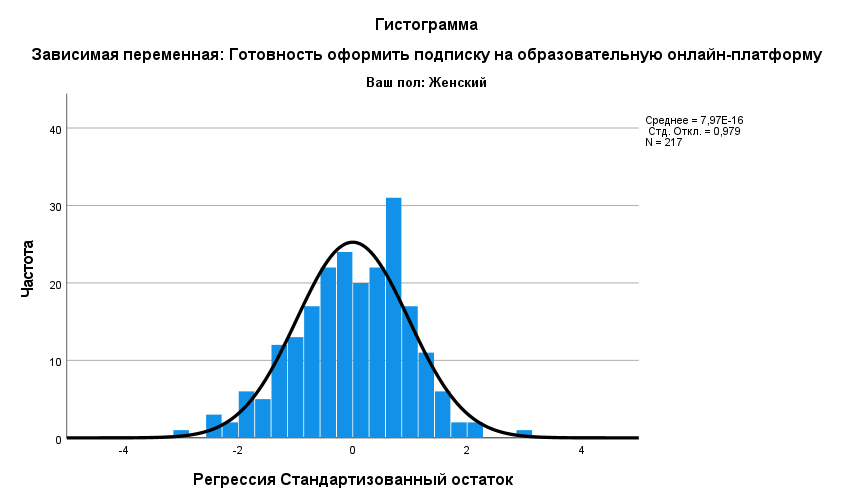 Гистограмма
Зависимая переменная: Готовность оформить подписку на образовательную онлайн-платформу
Ваш пол: Женский
Среднее = 7,97E-16
Стд. Откл. = 0,979
N = 217
Частота
40
30
20
10
0
-4 -2 0 2 4
Регрессия Стандартизованный остаток